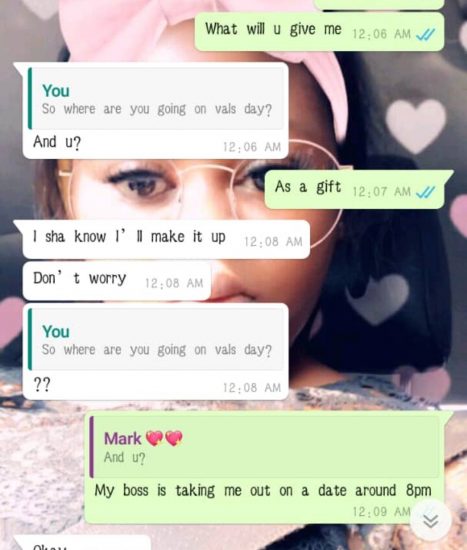 What will u give me 12:06 AM
You
So where are you going on vals day?
And u? 12:06 AM
As a gift 12:07 AM
I sha know I'll make it up 12:08 AM
Don't worry 12:08 AM
You
So where are you going on vals day?
?? 12:08 AM
Mark 💖💖
And u?
My boss is taking me out on a date around 8pm
12:09 AM
Okay